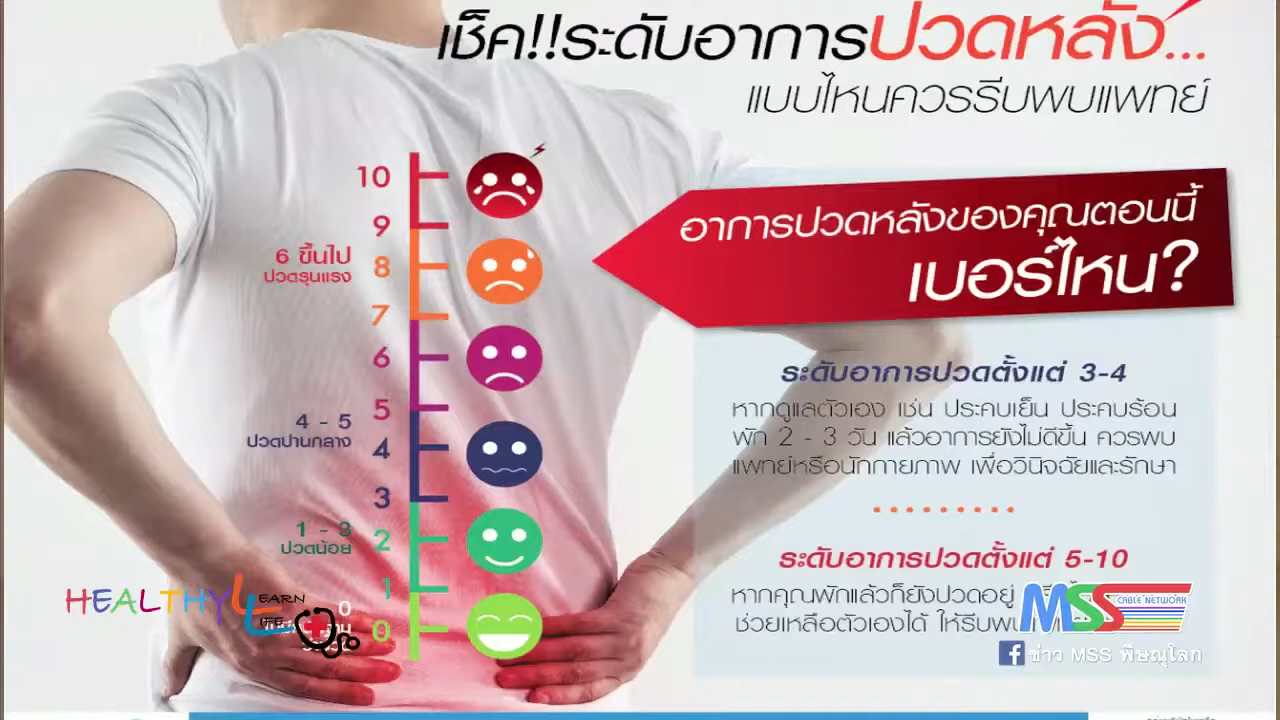 เช็ค!!ระดับอาการปวดหลัง...
แบบไหนควรรีบพบแพทย์
อาการปวดหลังของคุณตอนนี้
เบอร์ไหน?
10
9
8
7
6
5
4
3
2
1
0
6 ขึ้นไป
ปวดรุนแรง
4 - 5
ปวดปานกลาง
1 - 3
ปวดน้อย
0
ระดับอาการปวดตั้งแต่ 3-4
หากดูแลตัวเอง เช่น ประคบเย็น ประคบร้อน
พัก 2 - 3 วัน แล้วอาการยังไม่ดีขึ้น ควรพบ
แพทย์หรือนักกายภาพ เพื่อวินิจฉัยและรักษา
ระดับอาการปวดตั้งแต่ 5-10
หากคุณพักแล้วก็ยังปวดอยู่
ช่วยเหลือตัวเองได้ ให้รีบพบ
HEALTHY LEARN LIFE
MSS CABLE NETWORK
ข่าว MSS พิษณุโลก